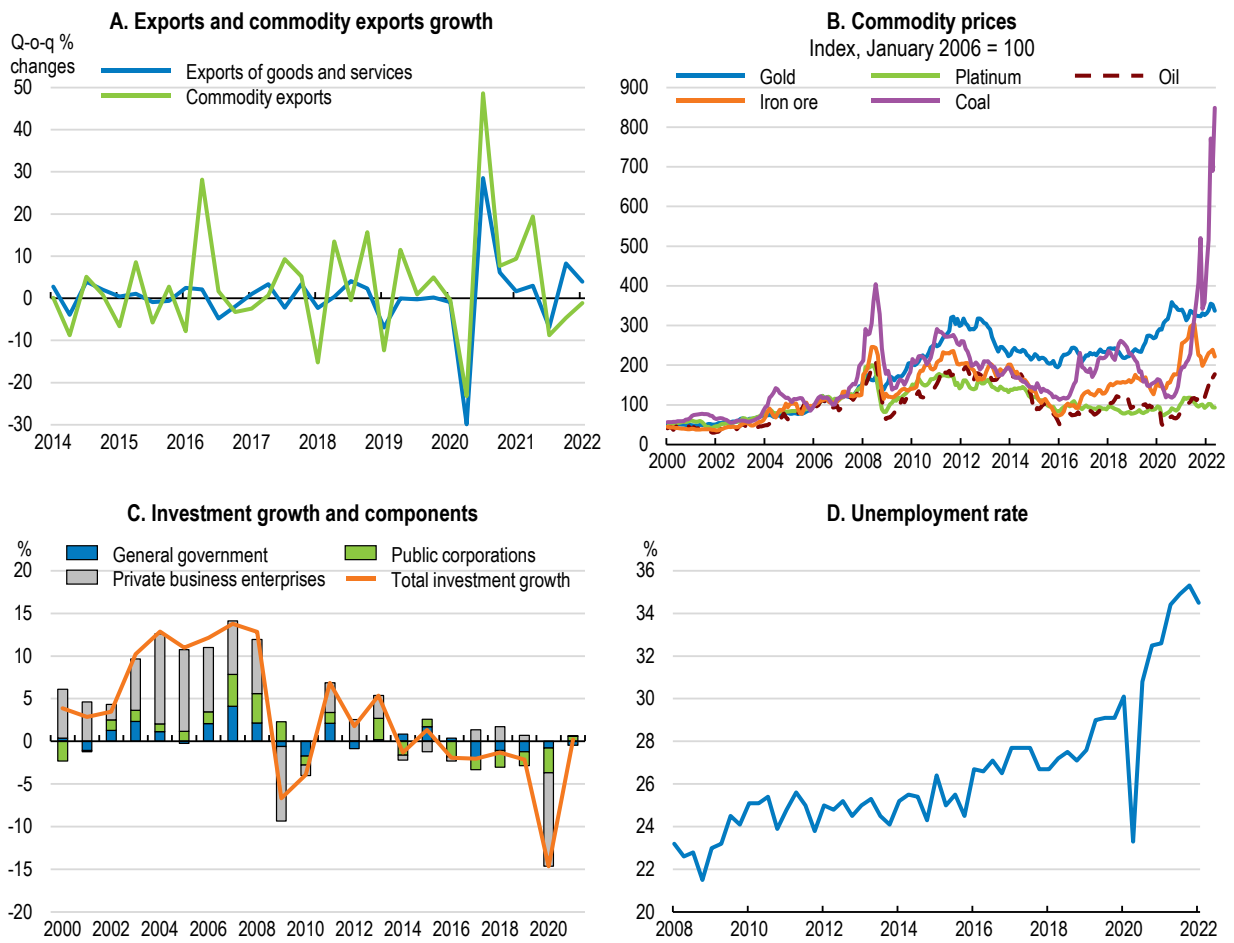 A. Exports and commodity exports growth
Q-o-q %
changes
Exports of goods and services
Commodity exports
50
40
30
20
10
0
-10
-20
-30
2014 2015 2016 2017 2018 2019 2020 2021 2022
B. Commodity prices
Index, January 2006 = 100
Gold Platinum Oil
Iron ore Coal
900
800
700
600
500
400
300
200
100
0
2000 2002 2004 2006 2008 2010 2012 2014 2016 2018 2020 2022
C. Investment growth and components
%
General government Public corporations
Private business enterprises Total investment growth
20
15
10
5
0
-5
-10
-15
-20
2000 2002 2004 2006 2008 2010 2012 2014 2016 2018 2020
D. Unemployment rate
%
36
34
32
30
28
26
24
22
20
2008 2010 2012 2014 2016 2018 2020 2022